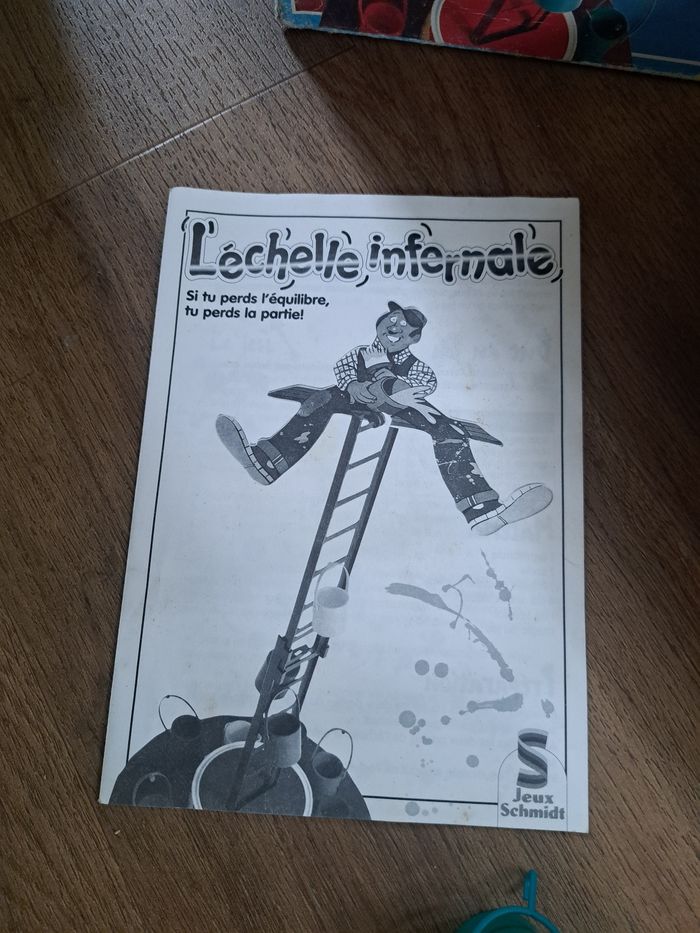 L'échelle infernale
Si tu perds l'équilibre,
tu perds la partie!
Jeux
Schmidt